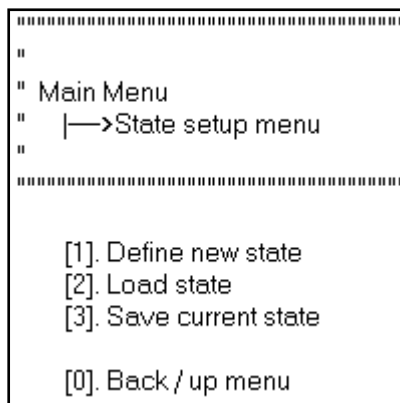 """"""""""""""""""""""""""""""""""""""""
"
" Main Menu
" |—>State setup menu
"
""""""""""""""""""""""""""""""""""""""""
[1]. Define new state
[2]. Load state
[3]. Save current state
[0]. Back / up menu